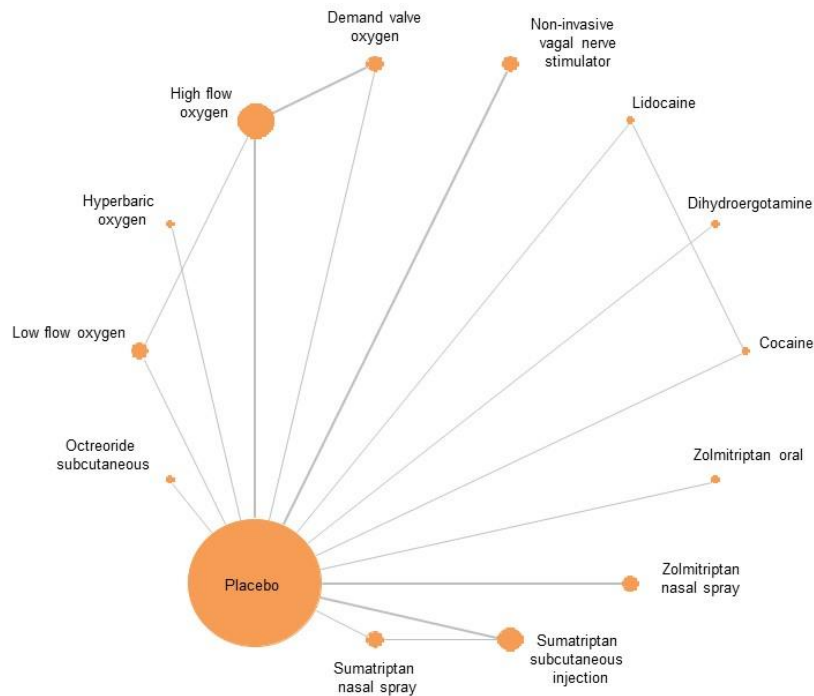 Demand valve
oxygen
Non-invasive
vagal nerve
stimulator
High flow
oxygen
Lidocaine
Hyperbaric
oxygen
Dihydroergotamine
Low flow oxygen
Cocaine
Octreoride
subcutaneous
Zolmitriptan oral
Placebo
Zolmitriptan
nasal spray
Sumatriptan
nasal spray
Sumatriptan
subcutaneous
injection